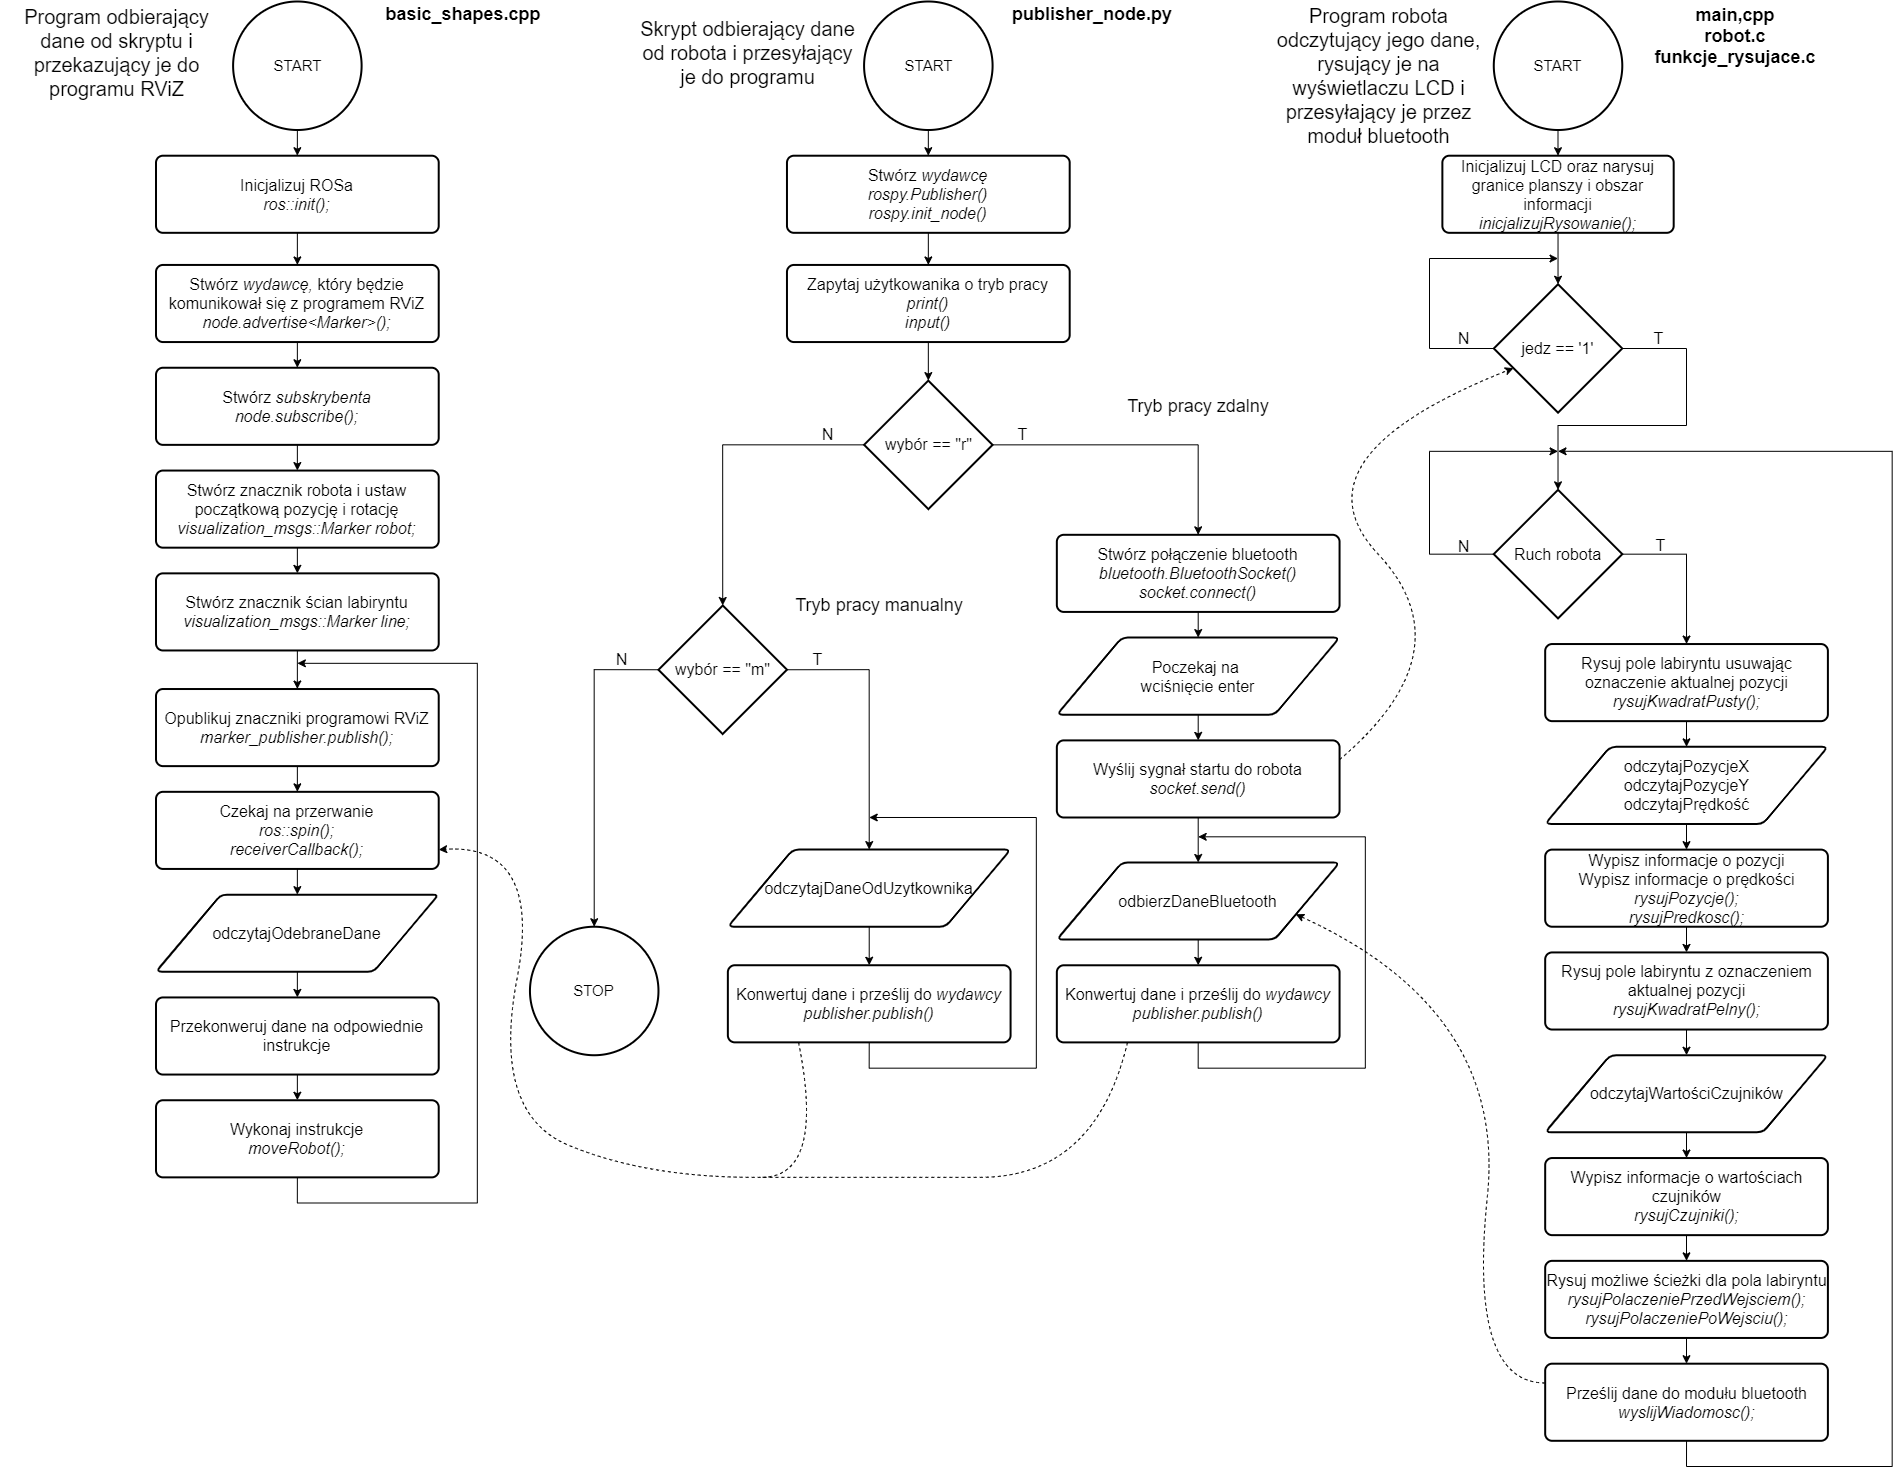 Program odbierający
dane od skryptu i
przekazujący je do
programu RViZ
START
basic_shapes.cpp
Inicjalizuj ROSa
ros::init();
Stwórz wydawcę, który będzie
komunikował się z programem RViZ
node.advertise<Marker>();
Stwórz subskrybenta
node.subscribe();
Stwórz znacznik robota i ustaw
początkową pozycję i rotację
visualization_msgs::Marker robot;
Stwórz znacznik ścian labiryntu
visualization_msgs::Marker line;
Opublikuj znaczniki programowi RViZ
marker_publisher.publish();
Czekaj na przerwanie
ros::spin();
receiverCallback();
odczytajOdebraneDane
Przekonweruj dane na odpowiednie
instrukcje
Wykonaj instrukcje
moveRobot();
Skrypt odbierający dane
od robota i przesyłający
je do programu
START
publisher_node.py
Stwórz wydawcę
rospy.Publisher()
rospy.init_node()
Zapytaj użytkowanika o tryb pracy
print()
input()
wybór == "r"
N
T
Tryb pracy zdalny
wybór == "m"
N
T
Tryb pracy manualny
STOP
odczytajDaneOdUzytkownika
Konwertuj dane i prześlij do wydawcy
publisher.publish()
Stwórz połączenie bluetooth
bluetooth.BluetoothSocket()
socket.connect()
Poczekaj na
wciśnięcie enter
Wyślij sygnał startu do robota
socket.send()
odbierzDaneBluetooth
Konwertuj dane i prześlij do wydawcy
publisher.publish()
Program robota
odczytujący jego dane,
rysujący je na
wyświetlaczu LCD i
przesyłający je przez
moduł bluetooth
START
main,cpp
robot.c
funkcje_rysujace.c
Inicjalizuj LCD oraz narysuj
granice planszy i obszar
informacji
inicjalizujRysowanie();
jedz == '1'
N
T
Ruch robota
N
T
Rysuj pole labiryntu usuwając
oznaczenie aktualnej pozycji
rysujKwadratPusty();
odczytajPozycjeX
odczytajPozycjeY
odczytajPrędkość
Wypisz informacje o pozycji
Wypisz informacje o prędkości
rysujPozycje();
rysujPredkosc();
Rysuj pole labiryntu z oznaczeniem
aktualnej pozycji
rysujKwadratPelny();
odczytajWartościCzujników
Wypisz informacje o wartościach
czujników
rysujCzujniki();
Rysuj możliwe ścieżki dla pola labiryntu
rysujPolaczeniePrzedWejsciem();
rysujPolaczeniePoWejsciu();
Prześlij dane do modułu bluetooth
wyslijWiadomosc();